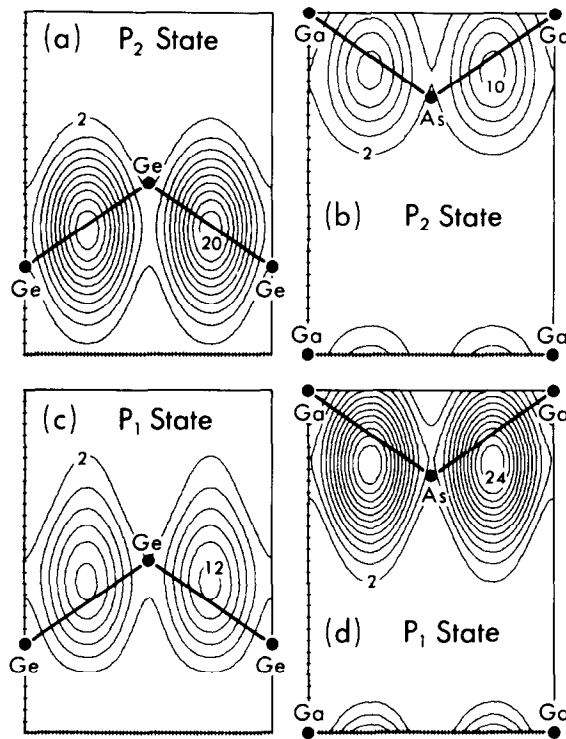 (a) P₂ State
2
Ge
20
Ge Ge
Ga Ga
10
As
2
(b) P₂ State
Ga Ga
(c) P₁ State
2
Ge
12
Ge Ge
Ga Ga
24
As
2
(d) P₁ State
Ga Ga